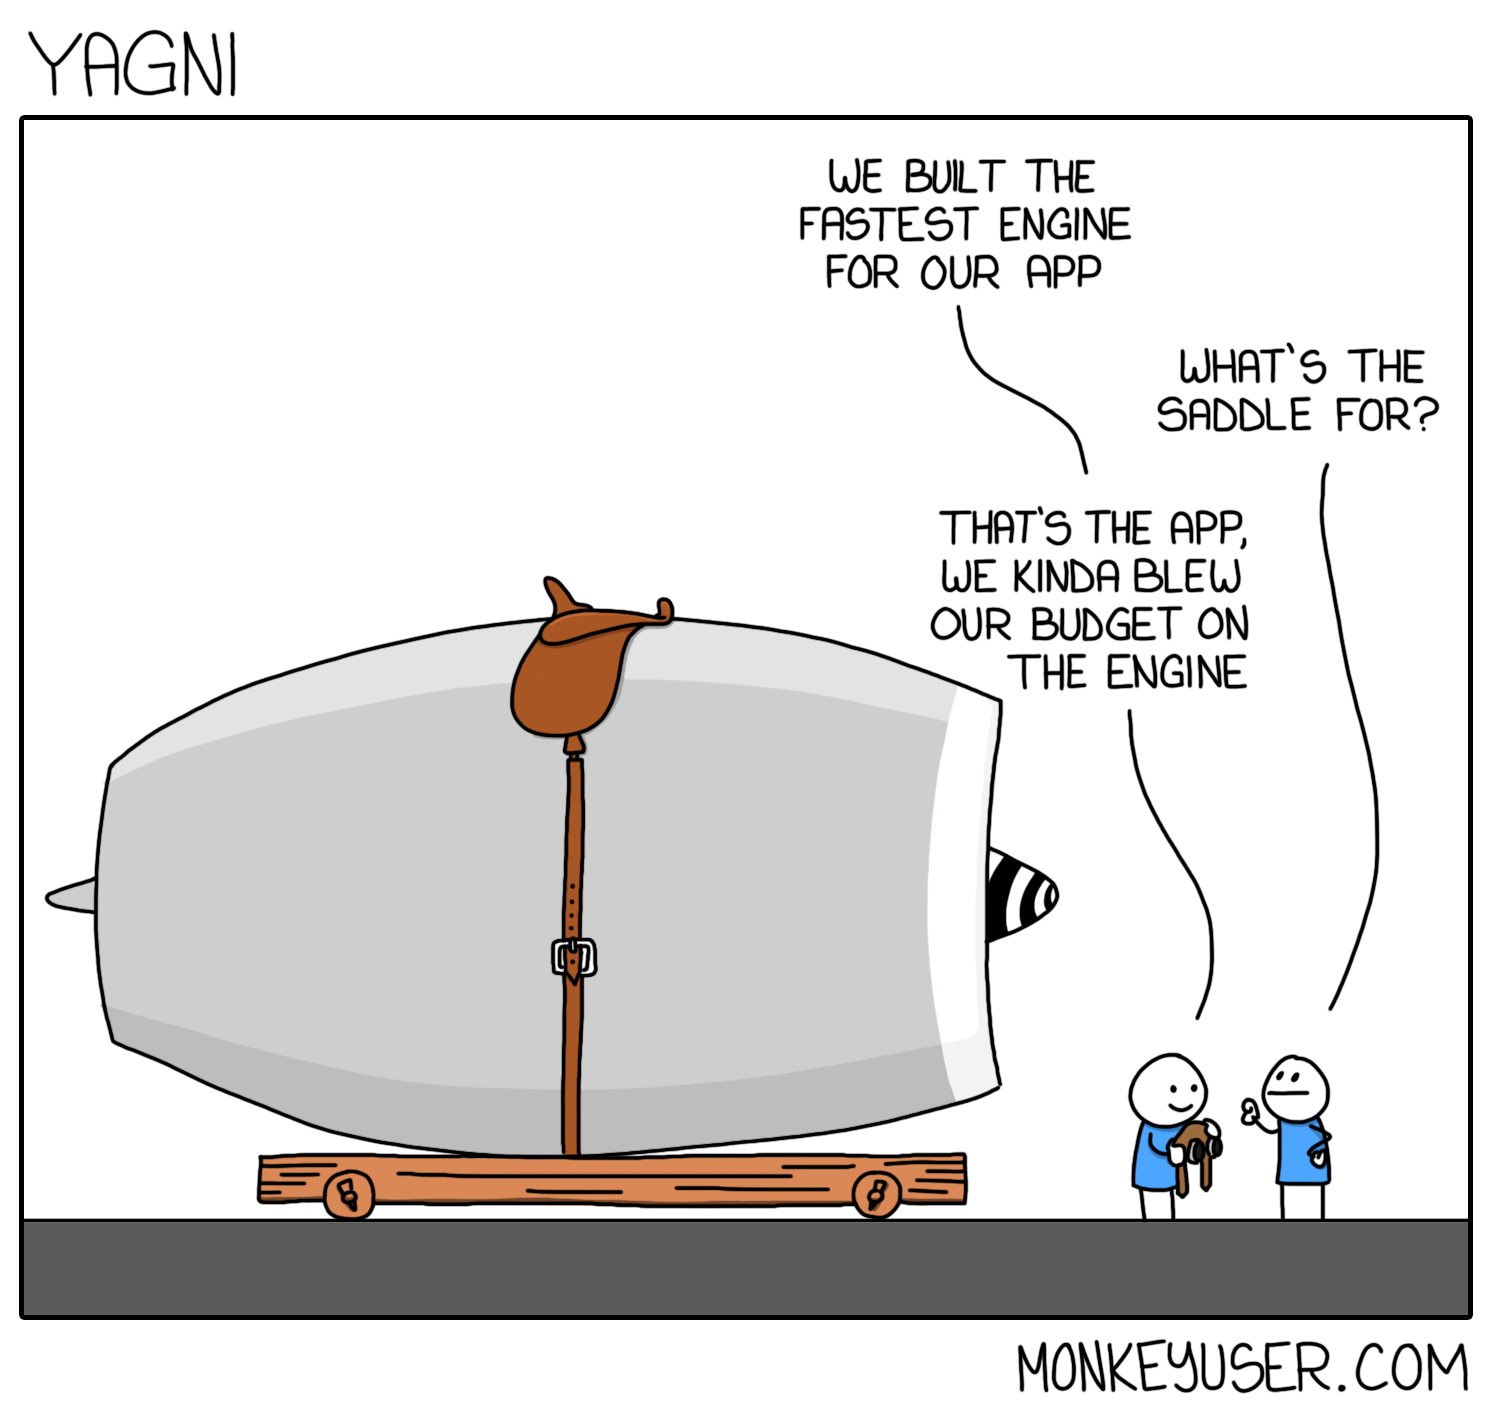 YAGNI
WE BUILT THE
FASTEST ENGINE
FOR OUR APP
WHAT'S THE
SADDLE FOR?
THAT'S THE APP,
WE KINDA BLEW
OUR BUDGET ON
THE ENGINE
MONKEYUSER.COM